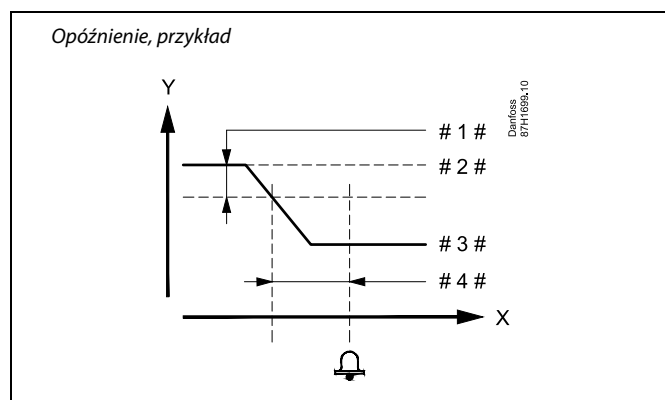 Opóźnienie, przykład
Y
# 1 #
# 2 #
# 3 #
# 4 #
X
Danfoss
87H1699.10